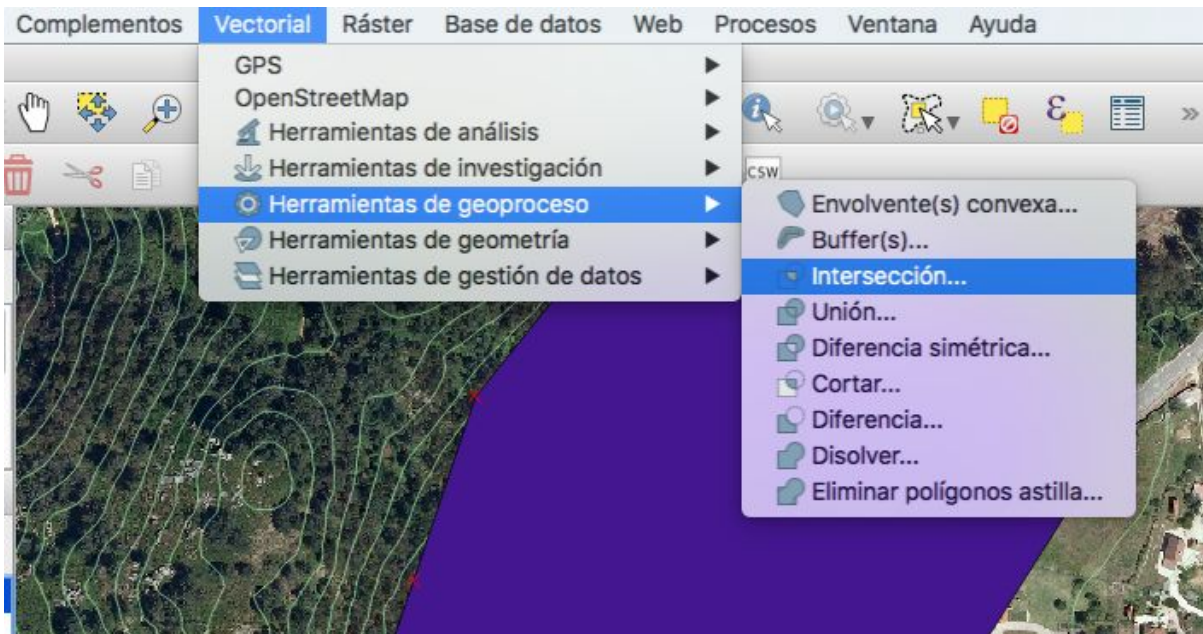 Complementos Vectorial Ráster Base de datos Web Procesos Ventana Ayuda
GPS
OpenStreetMap
Herramientas de análisis
Herramientas de investigación
Herramientas de geoproceso
Herramientas de geometría
Herramientas de gestión de datos
CSW
Envolvente(s) convexa...
Buffer(s)...
Intersección...
Unión...
Diferencia simétrica...
Cortar...
Diferencia...
Disolver...
Eliminar polígonos astilla...